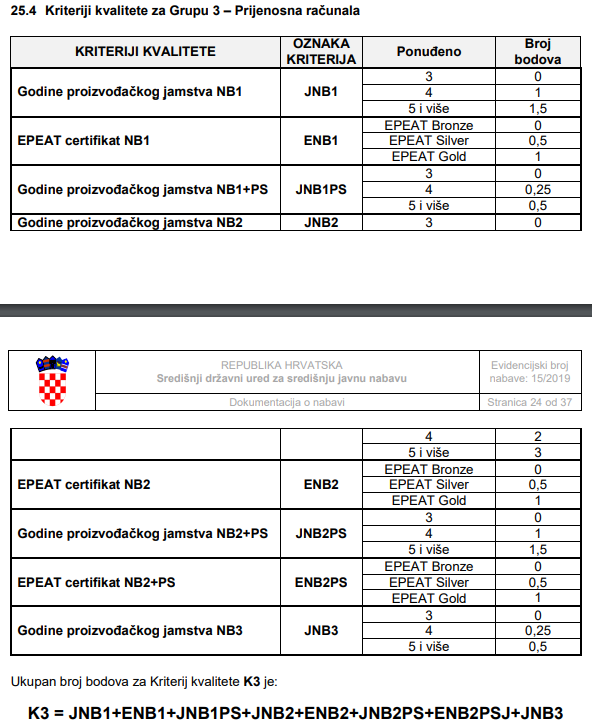 25.4 Kriteriji kvalitete za Grupu 3 – Prijenosna računala
KRITERIJI KVALITETE
OZNAKA
KRITERIJA
Ponuđeno
Broj
bodova
Godine proizvođačkog jamstva NB1
JNB1
3 0
4 1
5 i više 1,5
EPEAT certifikat NB1
ENB1
EPEAT Bronze 0
EPEAT Silver 0,5
EPEAT Gold 1
Godine proizvođačkog jamstva NB1+PS
JNB1PS
3 0
4 0,25
5 i više 0,5
Godine proizvođačkog jamstva NB2 JNB2 3 0
REPUBLIKA HRVATSKA
Središnji državni ured za središnju javnu nabavu
Evidencijski broj
nabave: 15/2019
Dokumentacija o nabavi
Stranica 24 od 37
4 2
5 i više 3
EPEAT certifikat NB2
ENB2
EPEAT Bronze 0
EPEAT Silver 0,5
EPEAT Gold 1
Godine proizvođačkog jamstva NB2+PS
JNB2PS
3 0
4 1
5 i više 1,5
EPEAT certifikat NB2+PS
ENB2PS
EPEAT Bronze 0
EPEAT Silver 0,5
EPEAT Gold 1
Godine proizvođačkog jamstva NB3
JNB3
3 0
4 0,25
5 i više 0,5
Ukupan broj bodova za Kriterij kvalitete K3 je:
K3 = JNB1+ENB1+JNB1PS+JNB2+ENB2+JNB2PS+ENB2PSJ+JNB3